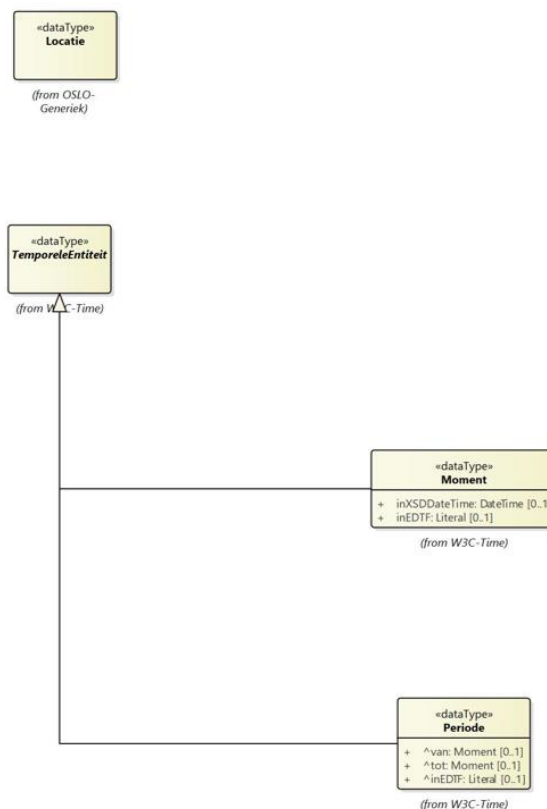 «dataType»
Locatie
(from OSLO-
Generiek)
«dataType»
TemporeleEntiteit
(from W3C-Time)
«dataType»
Moment
+ inXSDDateTime: DateTime [0..1
+ inEDTF: Literal [0..1]
(from W3C-Time)
«dataType»
Periode
+ ^van: Moment [0..1]
+ ^tot: Moment [0..1]
+ ^inEDTF: Literal [0..1]
(from W3C-Time)